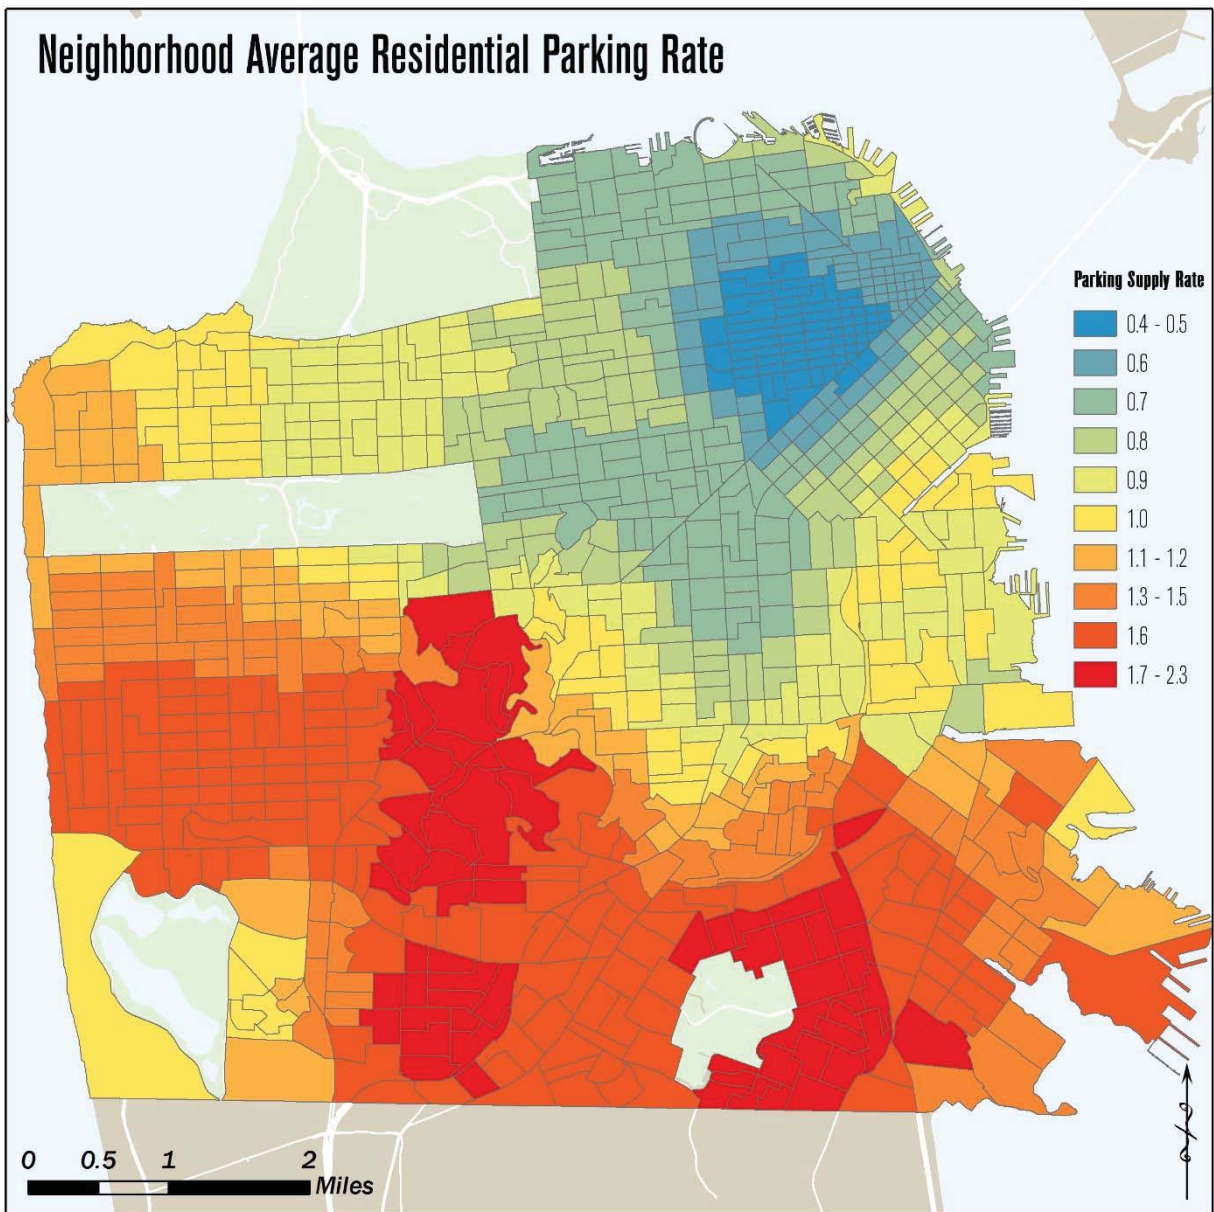 Neighborhood Average Residential Parking Rate
Parking Supply Rate
0.4 - 0.5
0.6
0.7
0.8
0.9
1.0
1.1 - 1.2
1.3 - 1.5
1.6
1.7 - 2.3
0 0.5 1 2
Miles